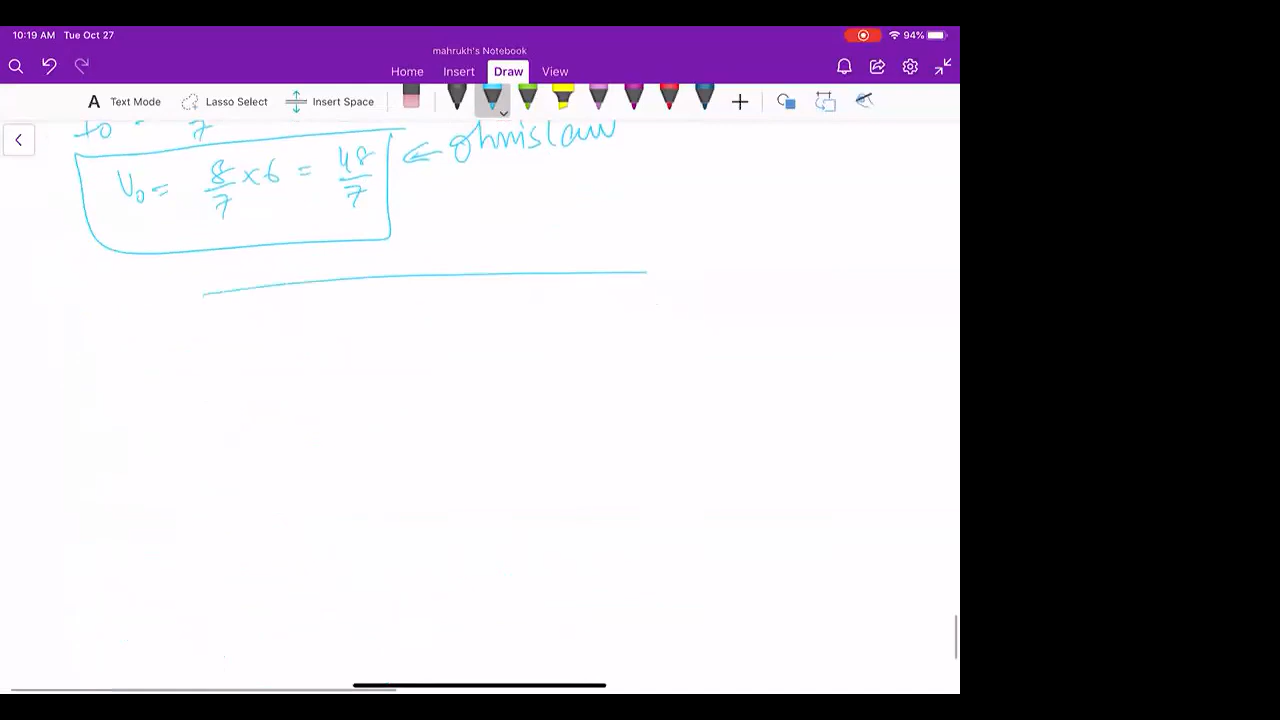 10:19 AM Tue Oct 27
94%
mahrukh's Notebook
Home Insert Draw View
A Text Mode Lasso Select Insert Space
7
ohm's law
V0 = 8/7 × 6 = 48/7